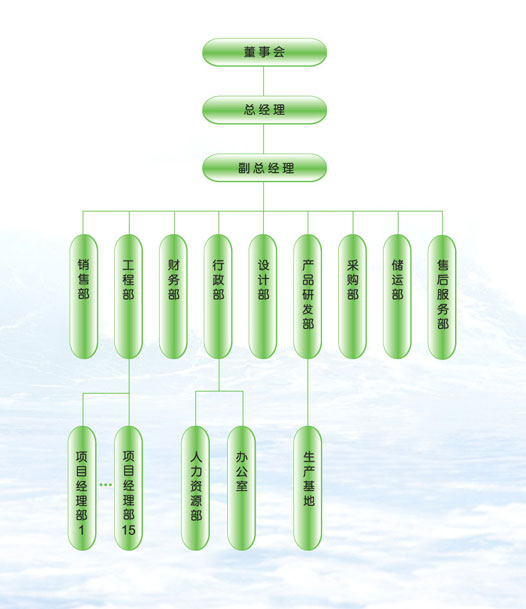 董事会
总经理
副总经理
销售部
工程部
财务部
行政部
设计部
产品研发部
采购部
储运部
售后服务部
项目经理部1
...
项目经理部15
人力资源部
办公室
生产基地